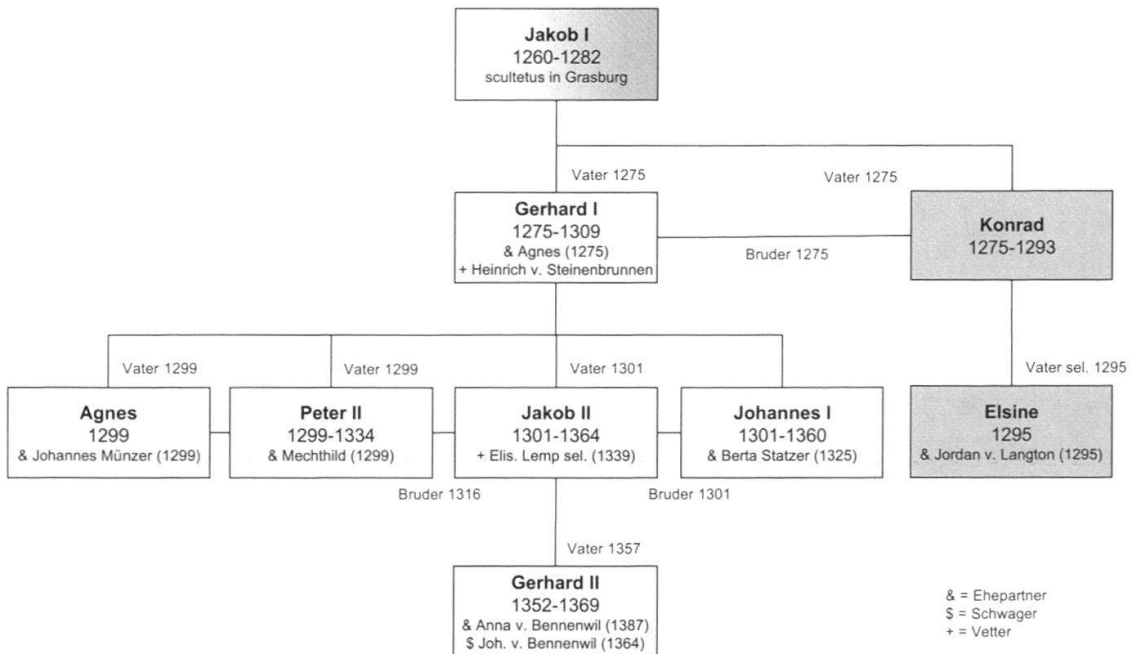 Jakob I
1260-1282
scultetus in Grasburg
Vater 1275
Vater 1275
Gerhard I
1275-1309
& Agnes (1275)
+ Heinrich v. Steinenbrunnen
Bruder 1275
Konrad
1275-1293
Vater 1299
Vater 1299
Vater 1301
Vater sel. 1295
Agnes
1299
& Johannes Münzer (1299)
Peter II
1299-1334
& Mechthild (1299)
Jakob II
1301-1364
+ Elis. Lemp sel. (1339)
Johannes I
1301-1360
& Berta Statzer (1325)
Elsine
1295
& Jordan v. Langton (1295)
Bruder 1316
Bruder 1301
Vater 1357
Gerhard II
1352-1369
& Anna v. Bennenwil (1387)
$ Joh. v. Bennenwil (1364)
& = Ehepartner
$ = Schwager
+ = Vetter